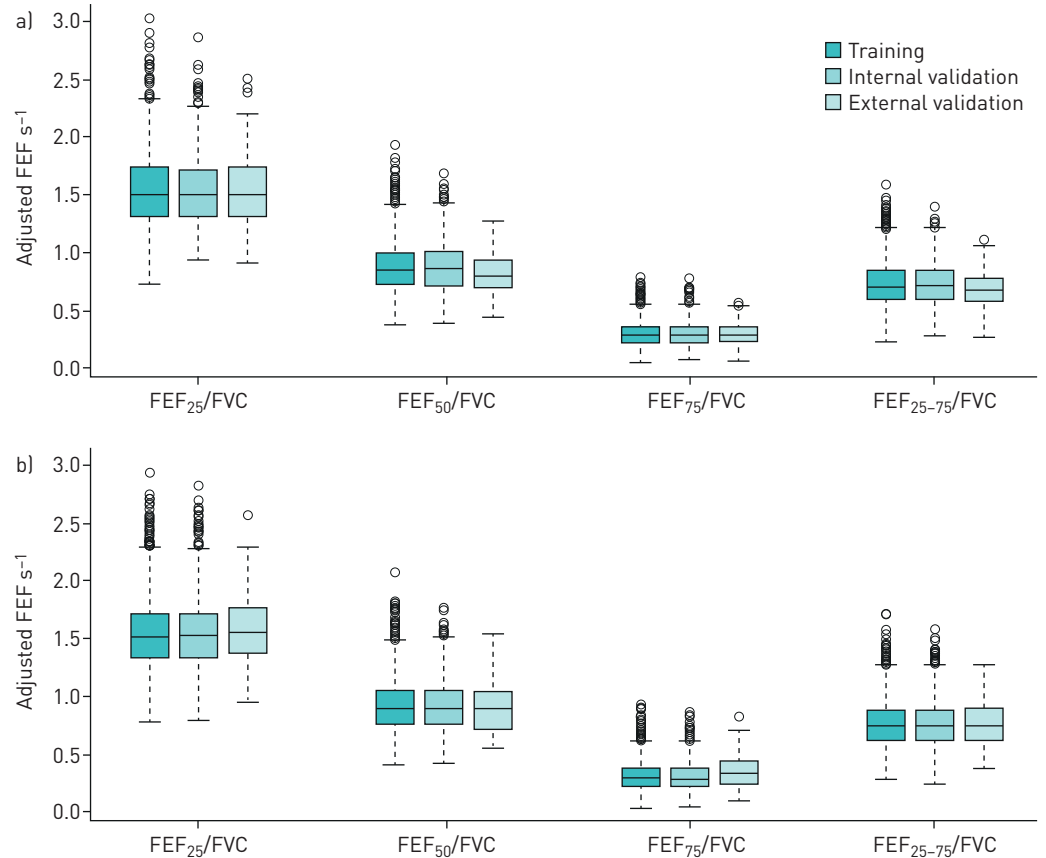 a)
3.0
2.5
2.0
1.5
1.0
0.5
0.0
Adjusted FEF s⁻¹
Training
Internal validation
External validation
FEF₂₅/FVC FEF₅₀/FVC FEF₇₅/FVC FEF₂₅₋₇₅/FVC
b)
3.0
2.5
2.0
1.5
1.0
0.5
0.0
Adjusted FEF s⁻¹
FEF₂₅/FVC FEF₅₀/FVC FEF₇₅/FVC FEF₂₅₋₇₅/FVC